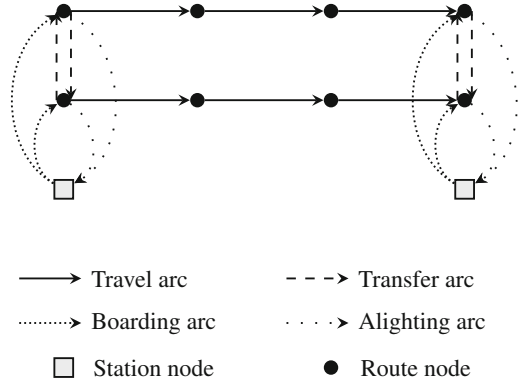 Travel arc Transfer arc
Boarding arc Alighting arc
Station node Route node